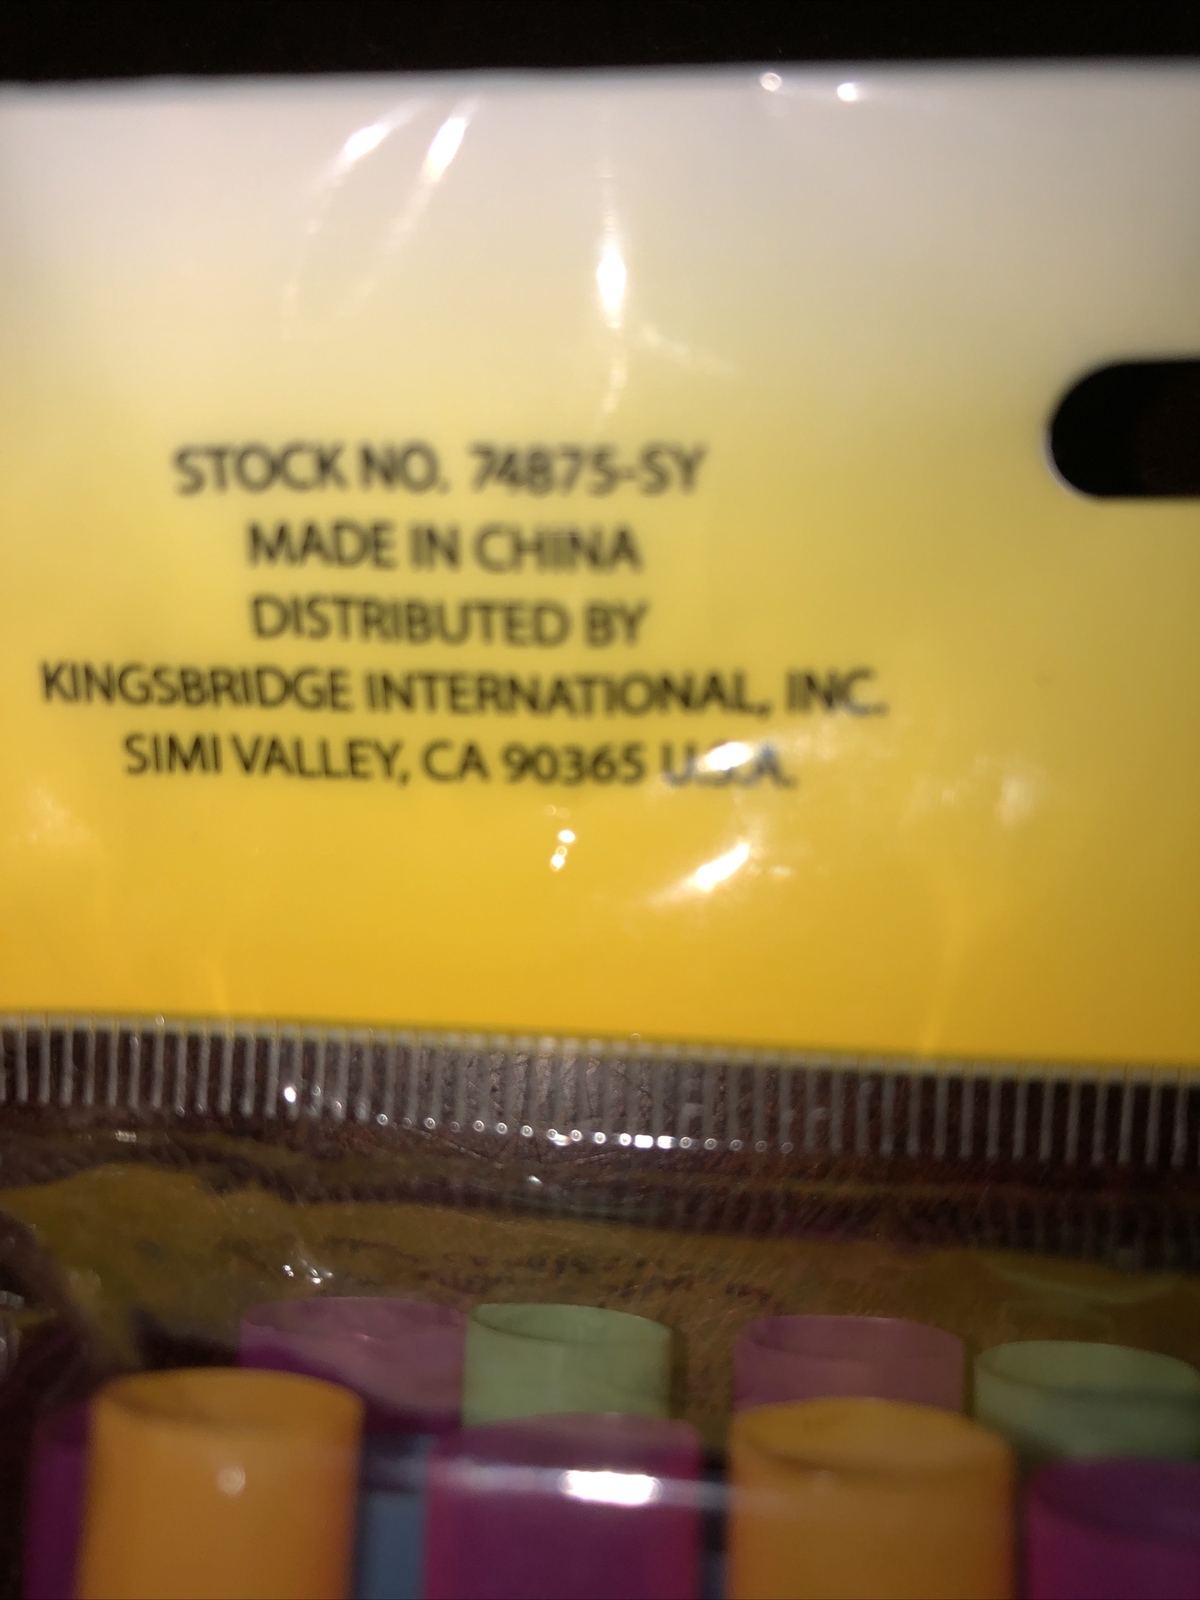 STOCK NO. 74875-SY
MADE IN CHINA
DISTRIBUTED BY
KINGSBRIDGE INTERNATIONAL, INC.
SIMI VALLEY, CA 90365 U.S.A.